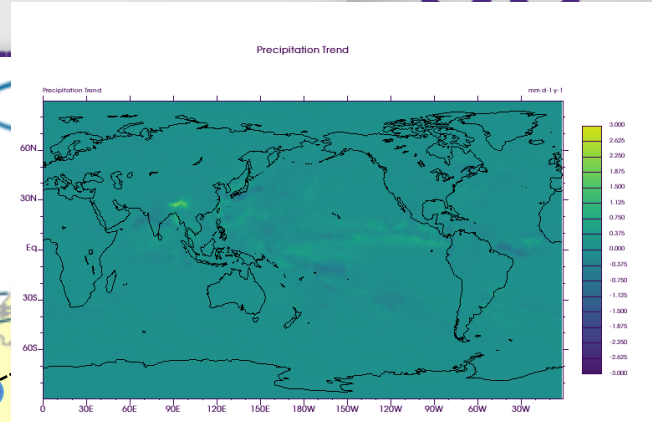 Precipitation Trend
Precipitation Trend mm d-1 y-1
60N
30N
Eq
30S
60S
0 30E 60E 90E 120E 150E 180W 150W 120W 90W 60W 30W
3.000
2.625
2.250
1.875
1.500
1.125
0.750
0.375
0.000
-0.375
-0.750
-1.125
-1.500
-1.875
-2.250
-2.625
-3.000